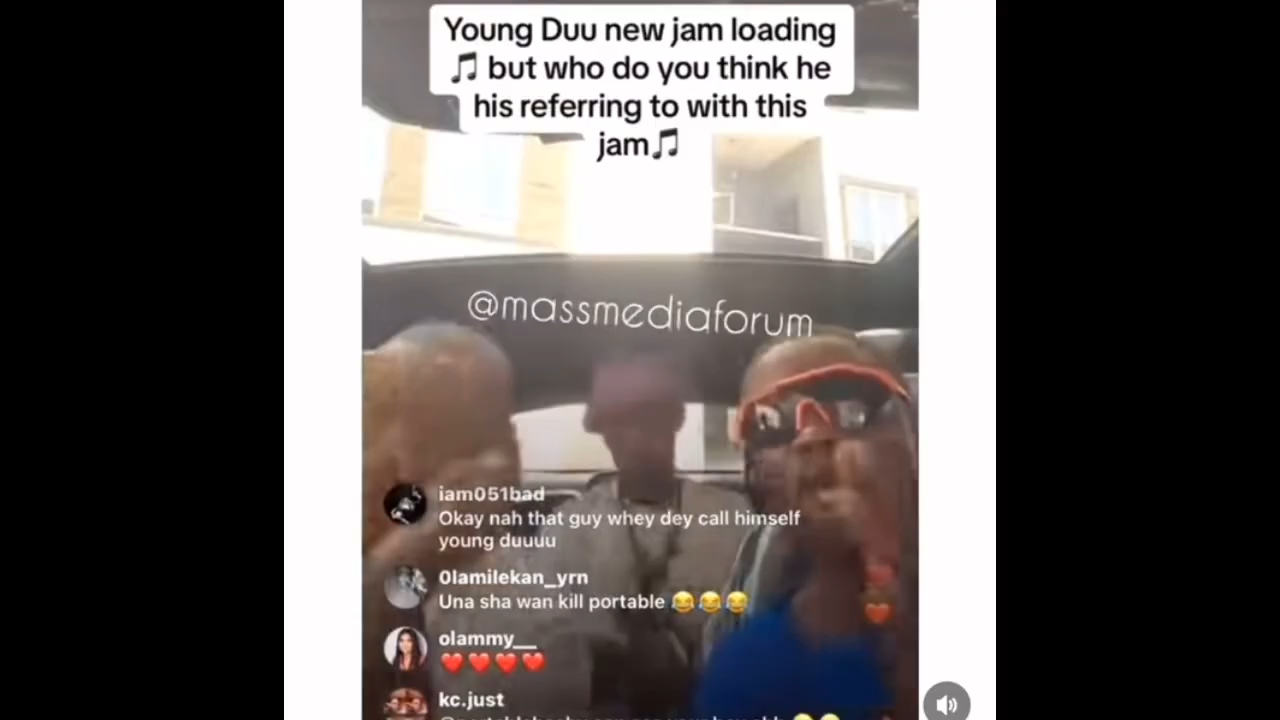 Young Duu new jam loading
🎵 but who do you think he
his referring to with this
jam🎵
@massmediaforum
iam051bad
Okay nah that guy whey dey call himself
young duuuu
Olamilekan_yrn
Una sha wan kill portable 😂😂😂
olammy__
❤️❤️❤️❤️
kc.just